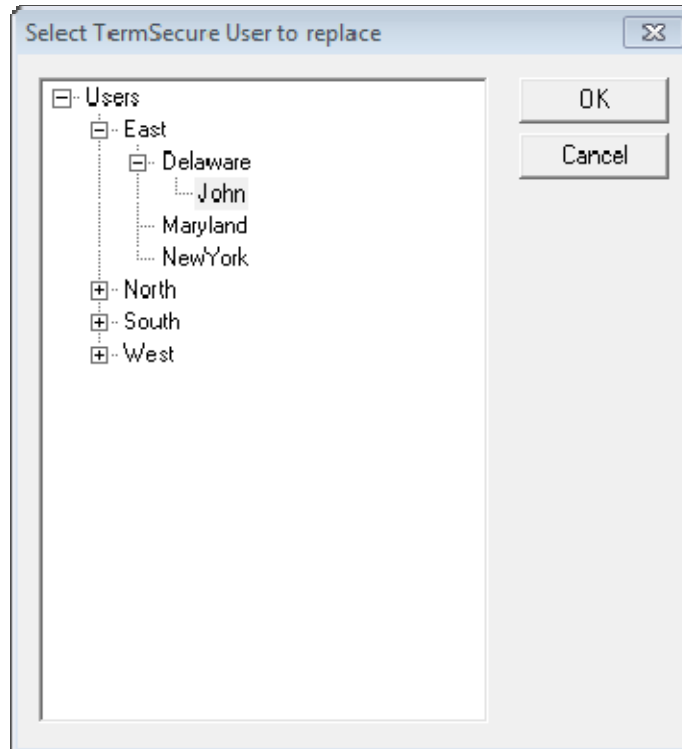 Select TermSecure User to replace
Users
East
Delaware
John
Maryland
NewYork
North
South
West
OK
Cancel